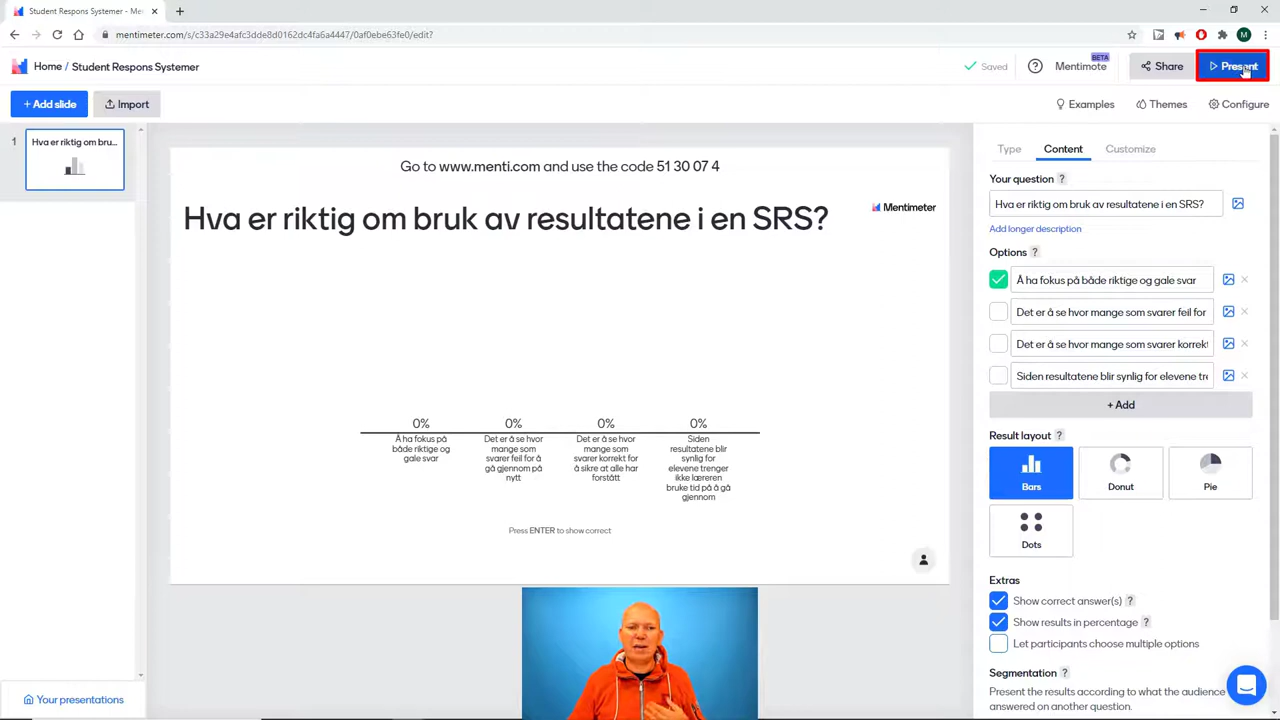 Student Respons Systemer - Men
mentimeter.com/s/c33a29e4afc3dde8d0162dc4fa6a4447/0af0ebe63fe0/edit?
M
Home / Student Respons Systemer
Saved
?
Mentimote
BETA
Share
Present
+ Add slide
Import
Examples
Themes
Configure
1
Hva er riktig om bru...
Go to www.menti.com and use the code 51 30 07 4
Hva er riktig om bruk av resultatene i en SRS?
Mentimeter
0%
0%
0%
0%
Å ha fokus på
både riktige og
gale svar
Det er å se hvor
mange som
svarer feil for å
gå gjennom på
nytt
Det er å se hvor
mange som
svarer korrekt for
å sikre at alle har
forstått
Siden
resultatene blir
synlig for
elevene trenger
ikke læreren
bruke tid på å gå
gjennom
Press ENTER to show correct
Type
Content
Customize
Your question ?
Hva er riktig om bruk av resultatene i en SRS?
Add longer description
Options ?
Å ha fokus på både riktige og gale svar
Det er å se hvor mange som svarer feil for
Det er å se hvor mange som svarer korrekt
Siden resultatene blir synlig for elevene tre
+ Add
Result layout ?
Bars
Donut
Pie
Dots
Extras
Show correct answer(s) ?
Show results in percentage ?
Let participants choose multiple options
Segmentation ?
Present the results according to what the audience
answered on another question.
Your presentations